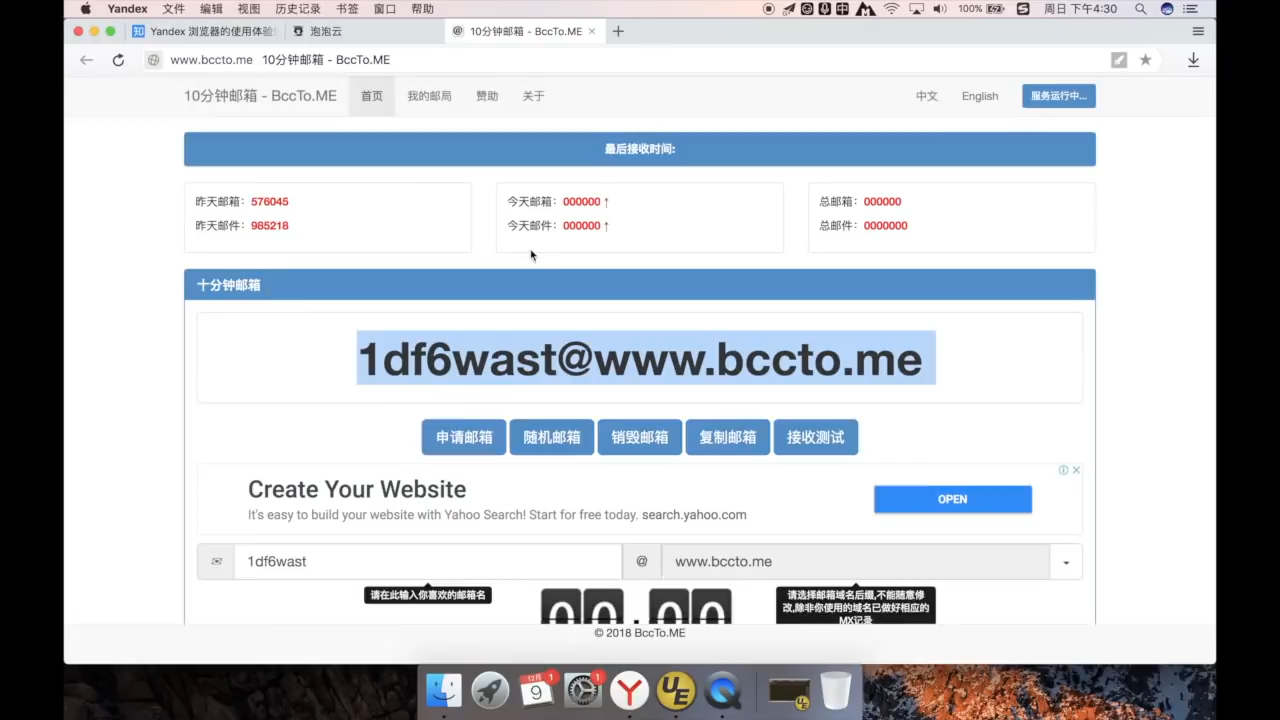 Yandex 文件 编辑 视图 历史记录 书签 窗口 帮助 100% 周日 下午4:30
知 Yandex 浏览器的使用体验 泡泡云 @ 10分钟邮箱 - BccTo.ME
www.bccto.me 10分钟邮箱 - BccTo.ME
10分钟邮箱 - BccTo.ME 首页 我的邮局 赞助 关于 中文 English 服务运行中...
最后接收时间:
昨天邮箱: 576045 今天邮箱: 000000 ↑ 总邮箱: 000000
昨天邮件: 985218 今天邮件: 000000 ↑ 总邮件: 0000000
十分钟邮箱
1df6wast@www.bccto.me
申请邮箱 随机邮箱 销毁邮箱 复制邮箱 接收测试
Create Your Website
It's easy to build your website with Yahoo Search! Start for free today. search.yahoo.com
OPEN
1df6wast @ www.bccto.me
请在此输入你喜欢的邮箱名
请选择邮箱域名后缀,不能随意修
改,除非你使用的域名已做好相应的
MX记录
00 00
© 2018 BccTo.ME
12月 1 1
9 UE